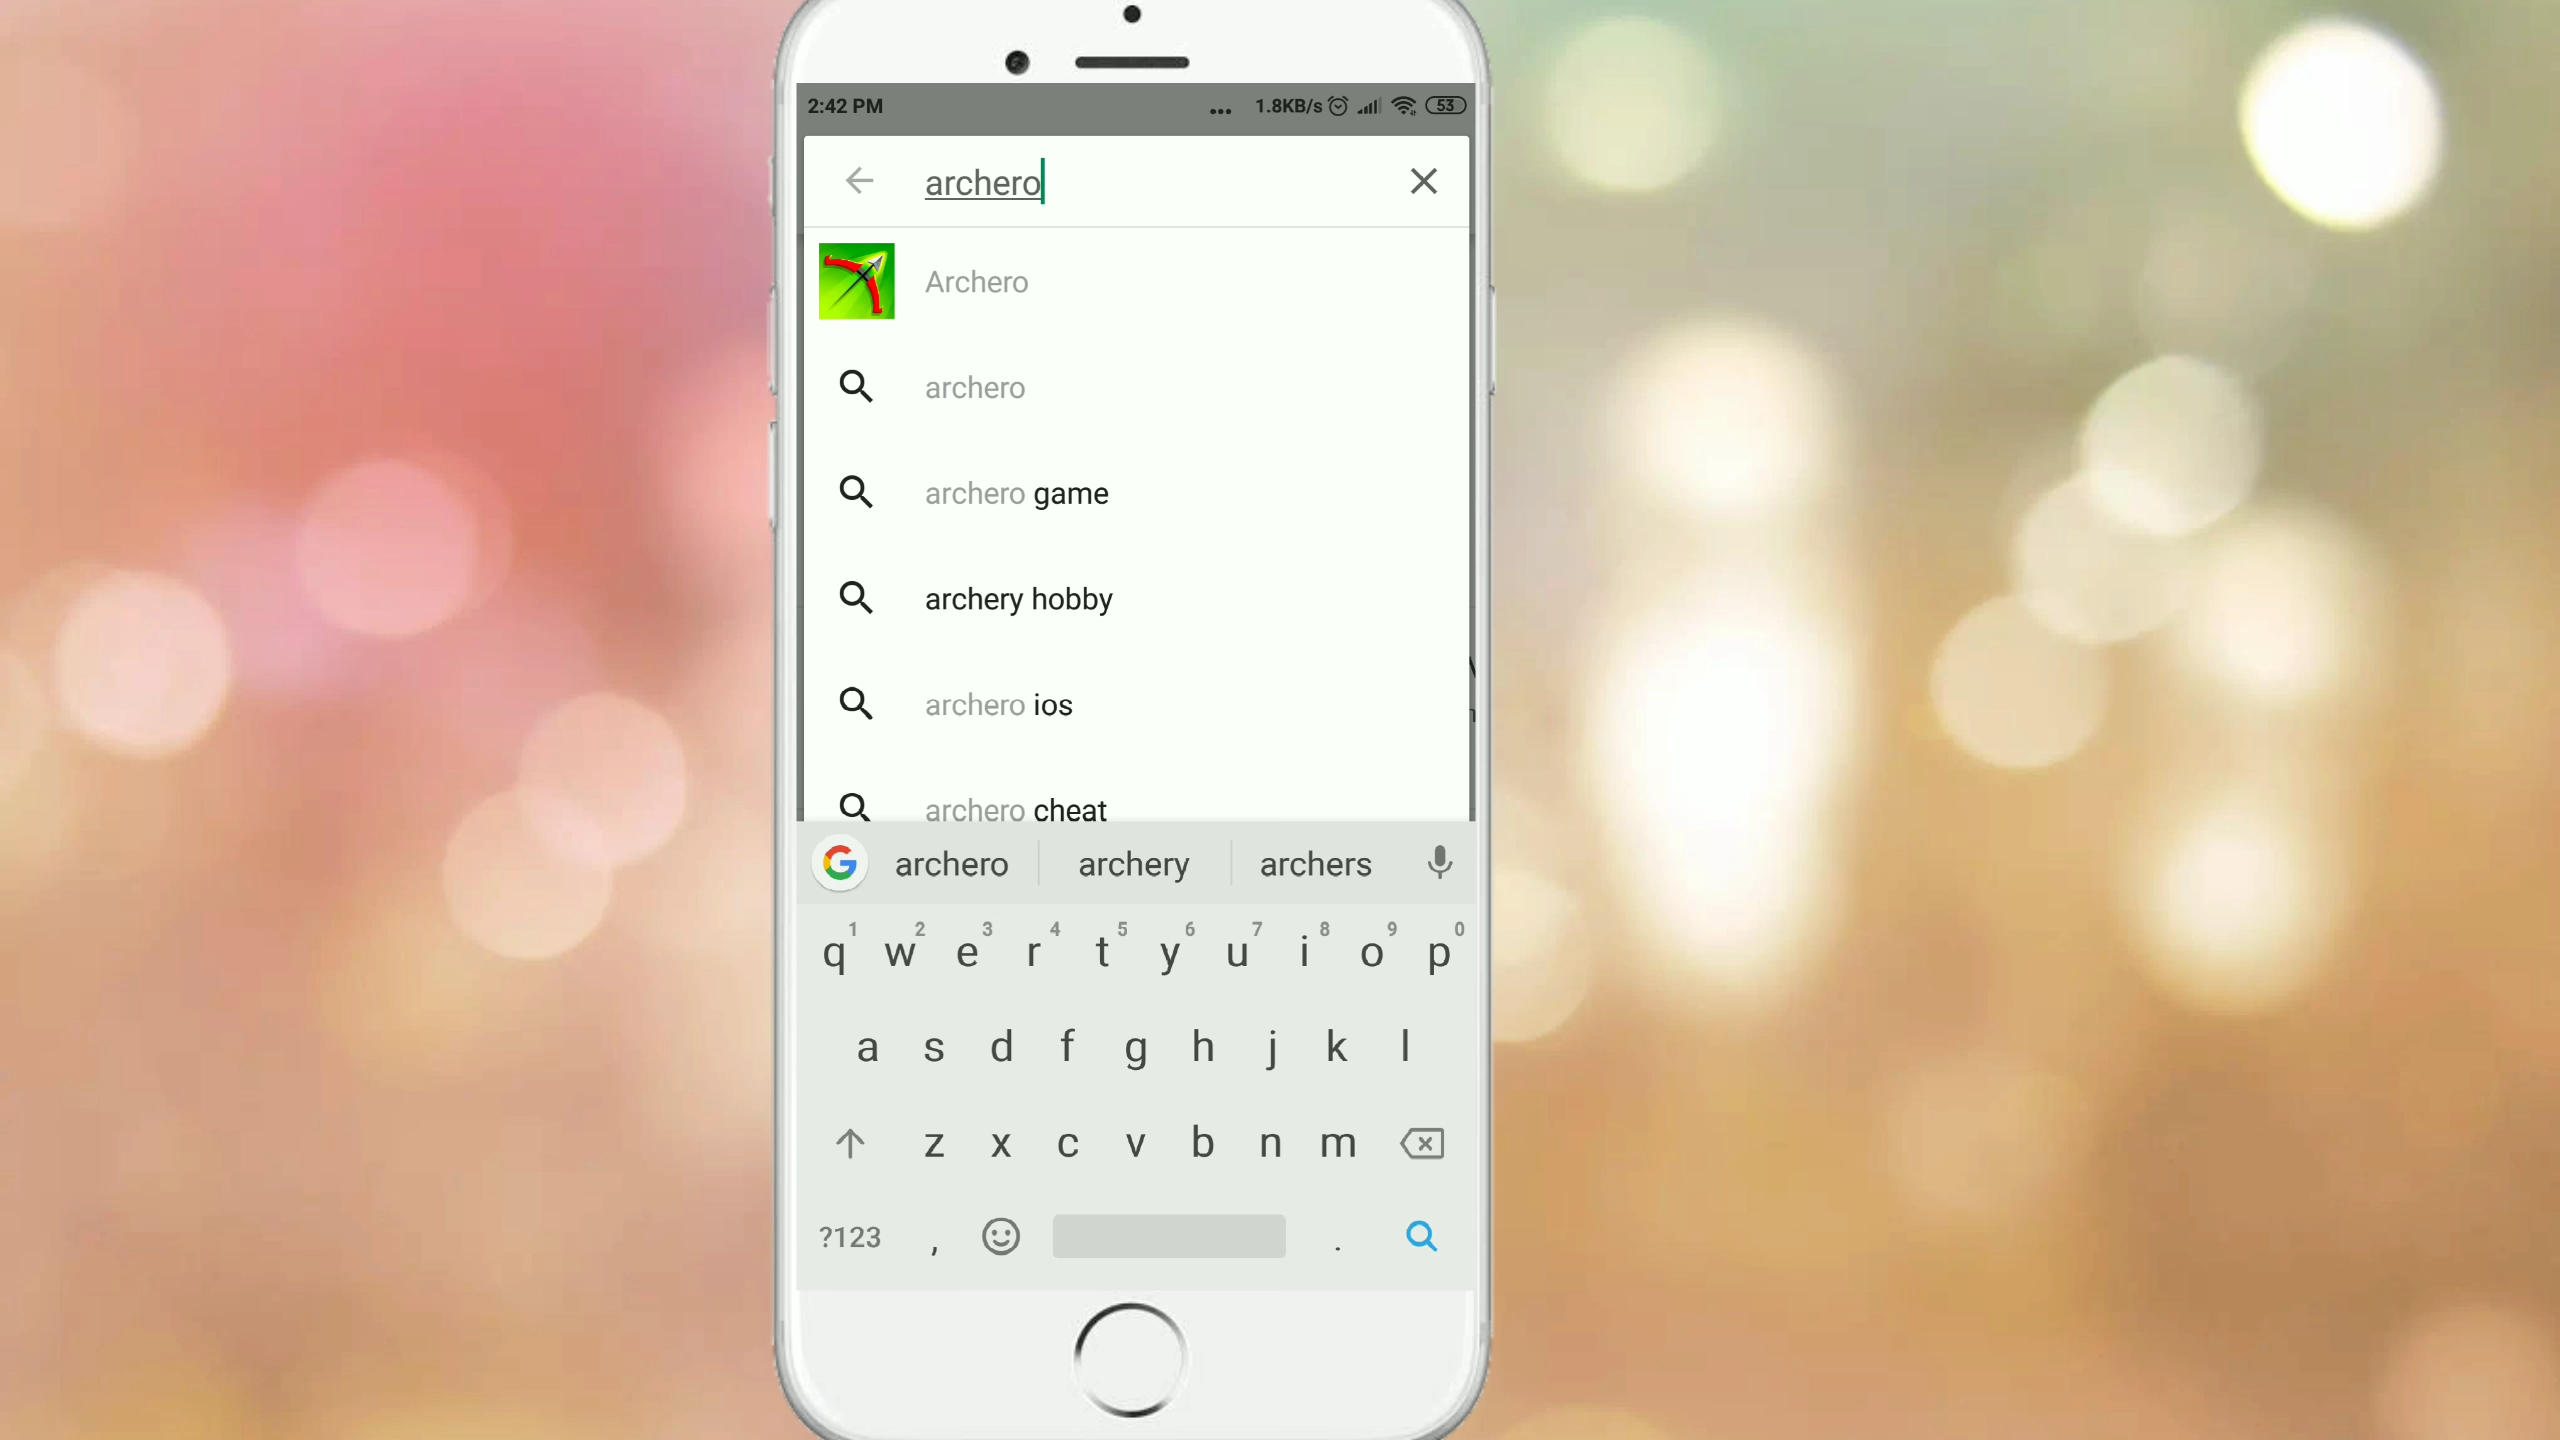 2:42 PM ... 1.8KB/s 53
archero
Archero
archero
archero game
archery hobby
archero ios
archero cheat
archero archery archers
1 2 3 4 5 6 7 8 9 0
q w e r t y u i o p
a s d f g h j k l
z x c v b n m
?123 , .